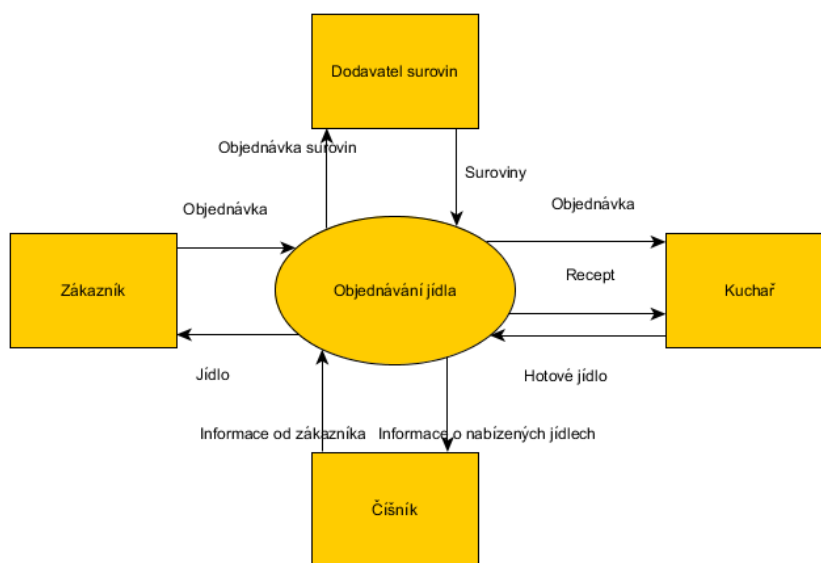 Dodavatel surovin
Objednávka surovin
Suroviny
Objednávka
Objednávka
Zákazník
Objednávání jídla
Recept
Kuchař
Jídlo
Hotové jídlo
Informace od zákazníka
Informace o nabízených jídlech
Číšník